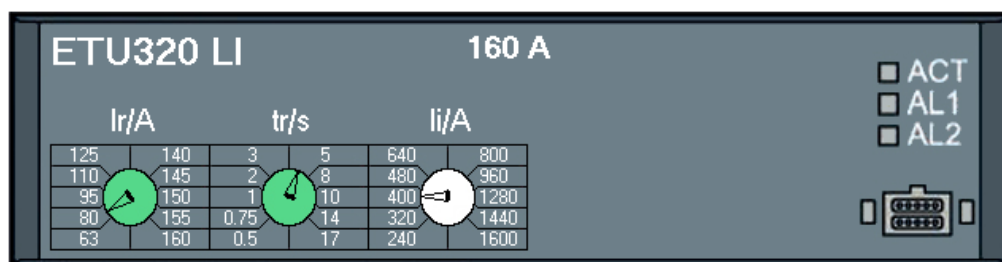 ETU320 LI 160 A
ACT
AL1
AL2
Ir/A tr/s Ii/A
125 140 3 5 640 800
110 145 2 8 480 960
95 150 1 10 400 1280
80 155 0.75 14 320 1440
63 160 0.5 17 240 1600